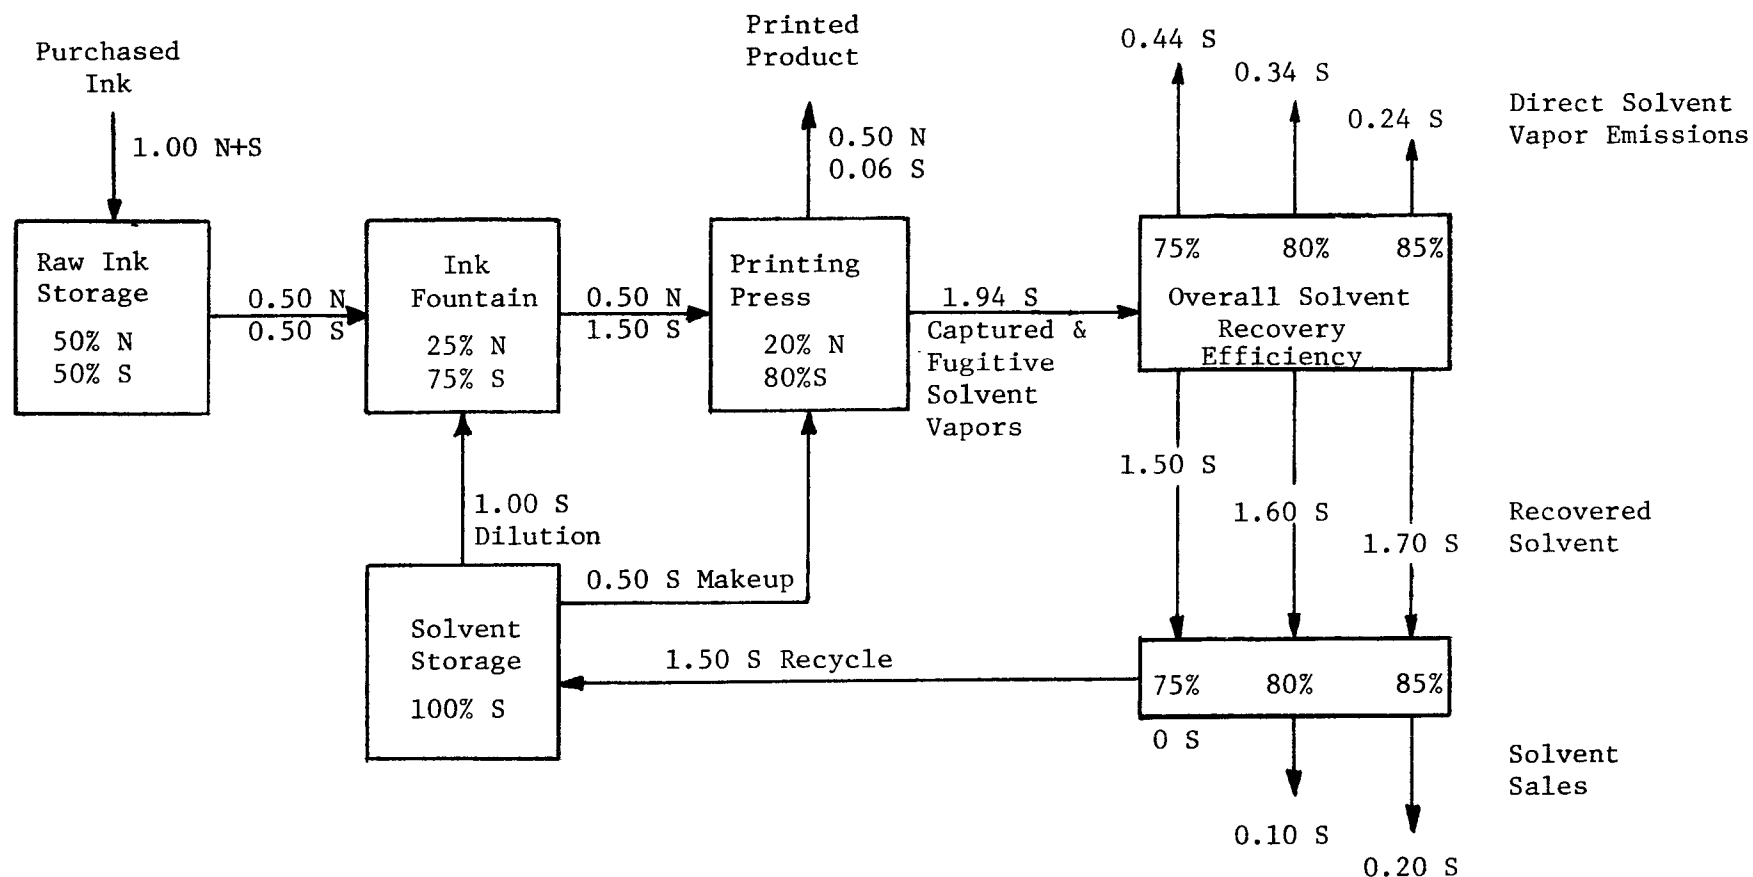 Purchased
Ink
1.00 N+S
Raw Ink
Storage
50% N
50% S
0.50 N
0.50 S
Ink
Fountain
25% N
75% S
0.50 N
1.50 S
Printed
Product
0.50 N
0.06 S
Printing
Press
20% N
80%S
1.94 S
Captured &
Fugitive
Solvent
Vapors
0.44 S
0.34 S
0.24 S
Direct Solvent
Vapor Emissions
75% 80% 85%
Overall Solvent
Recovery
Efficiency
1.50 S
1.60 S
1.70 S
Recovered
Solvent
1.00 S
Dilution
0.50 S Makeup
Solvent
Storage
100% S
1.50 S Recycle
75% 80% 85%
0 S
0.10 S
0.20 S
Solvent
Sales